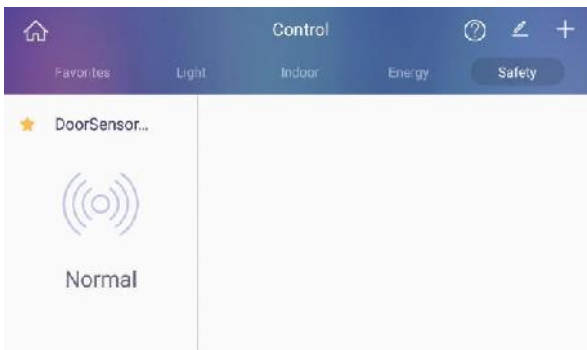 Control
Favorites Light Indoor Energy Safety
DoorSensor...
Normal